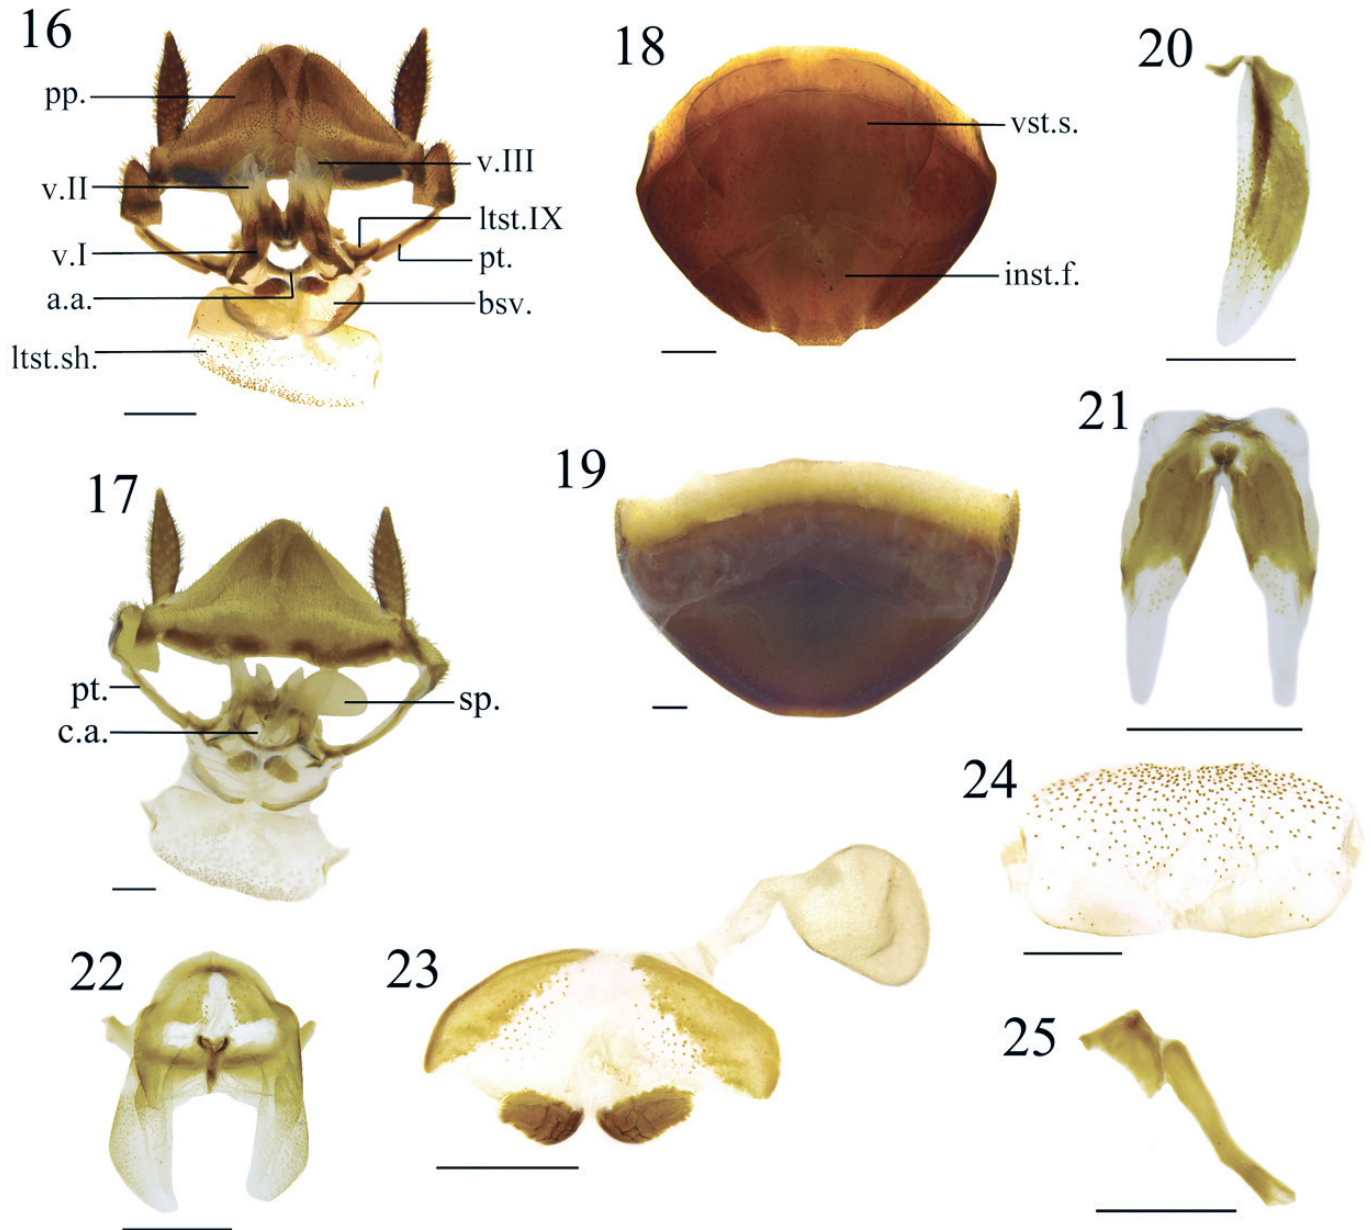 16
pp.
v.II
v.I
a.a.
ltst.sh.
v.III
ltst.IX
pt.
bsv.
18
vst.s.
inst.f.
20
17
pt.
c.a.
sp.
19
21
22
23
24
25